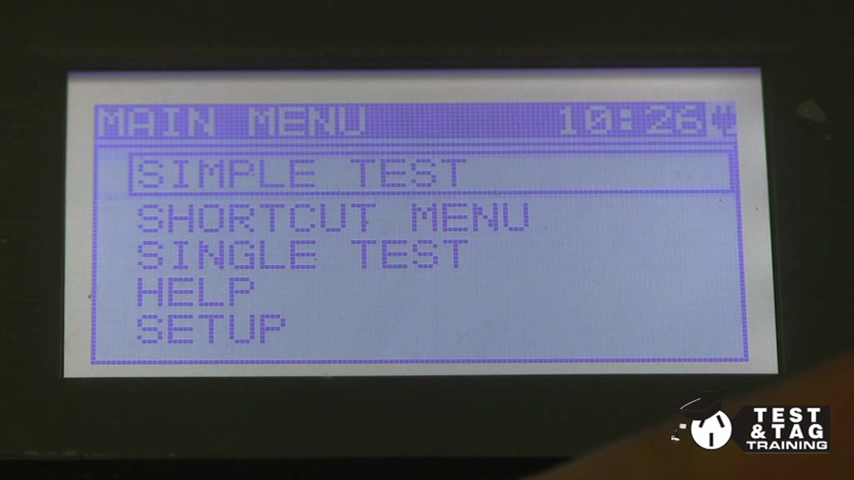 MAIN MENU 10:26
SIMPLE TEST
SHORTCUT MENU
SINGLE TEST
HELP
SETUP
TEST
& TAG
TRAINING